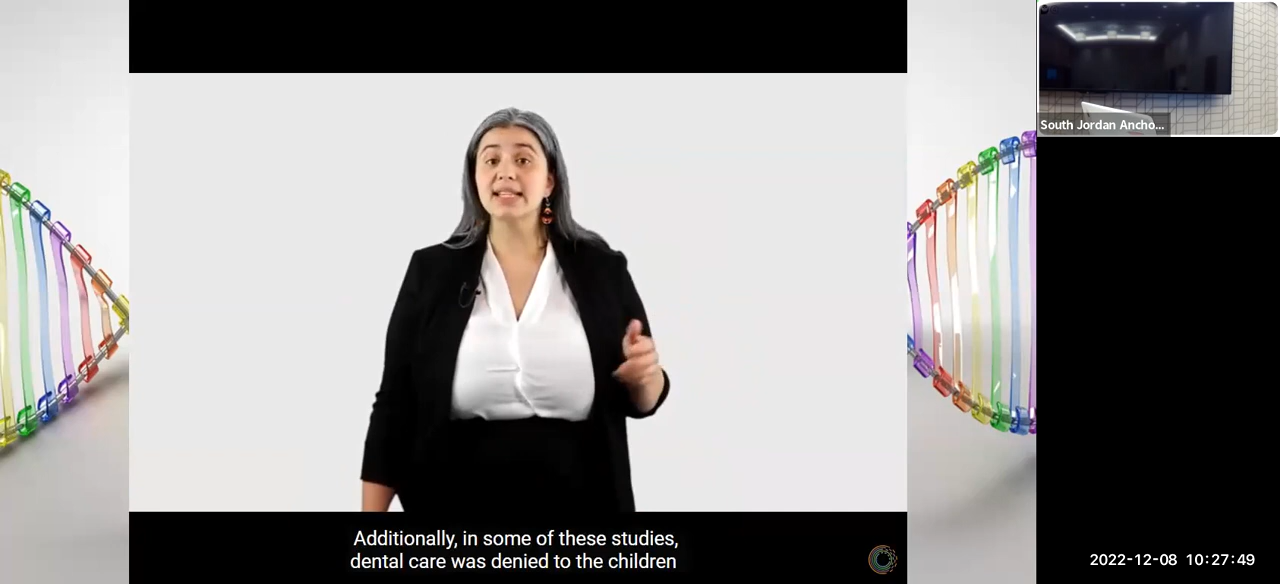 South Jordan Ancho...
Additionally, in some of these studies,
dental care was denied to the children
2022-12-08 10:27:49